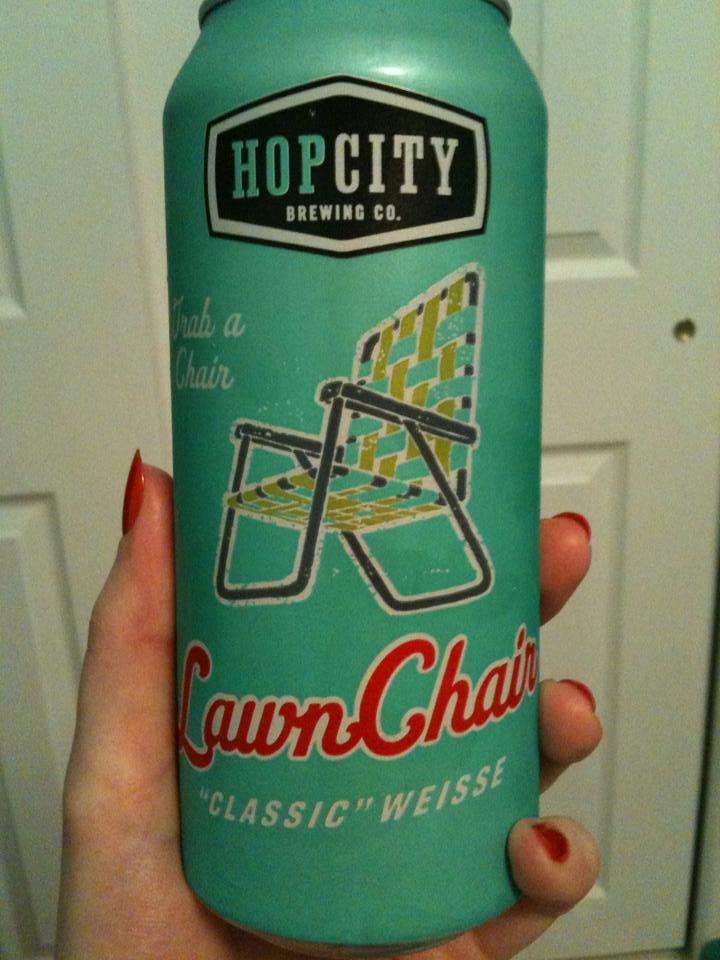 HOPCITY
BREWING CO.
Grab a
Chair
LawnChair
"CLASSIC" WEISSE